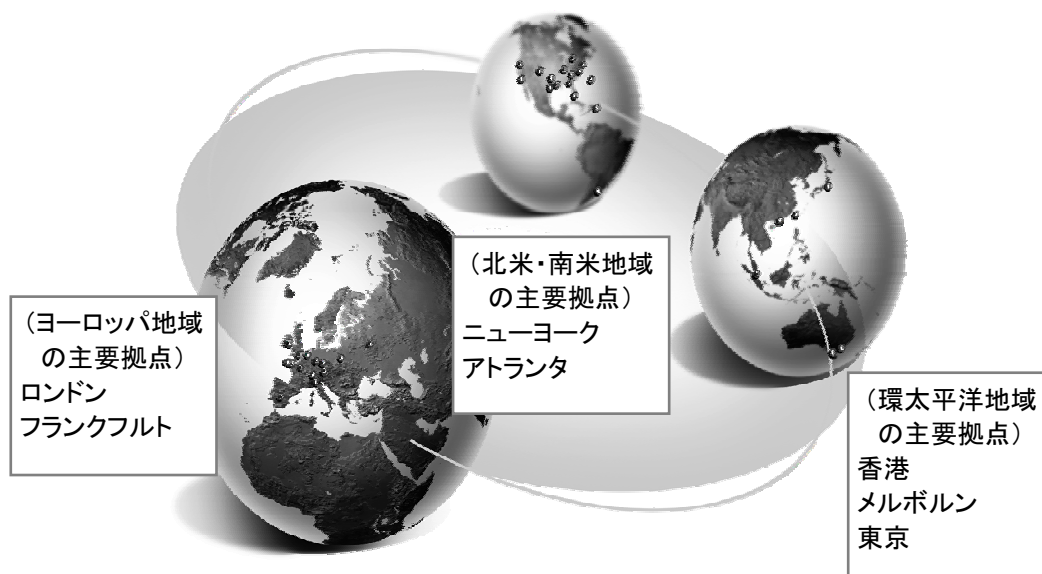 (北米・南米地域
の主要拠点)
ニューヨーク
アトランタ
(ヨーロッパ地域
の主要拠点)
ロンドン
フランクフルト
(環太平洋地域
の主要拠点)
香港
メルボルン
東京